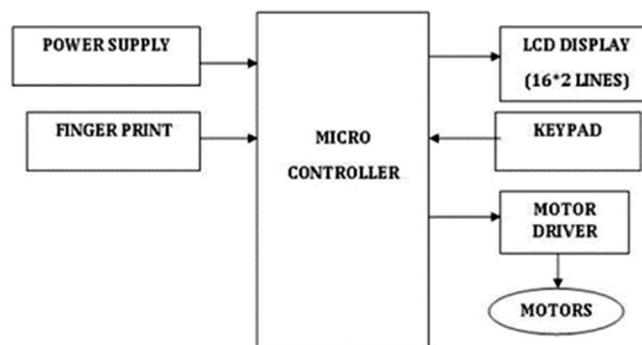 POWER SUPPLY
FINGER PRINT
MICRO
CONTROLLER
LCD DISPLAY
(16*2 LINES)
KEYPAD
MOTOR
DRIVER
MOTORS